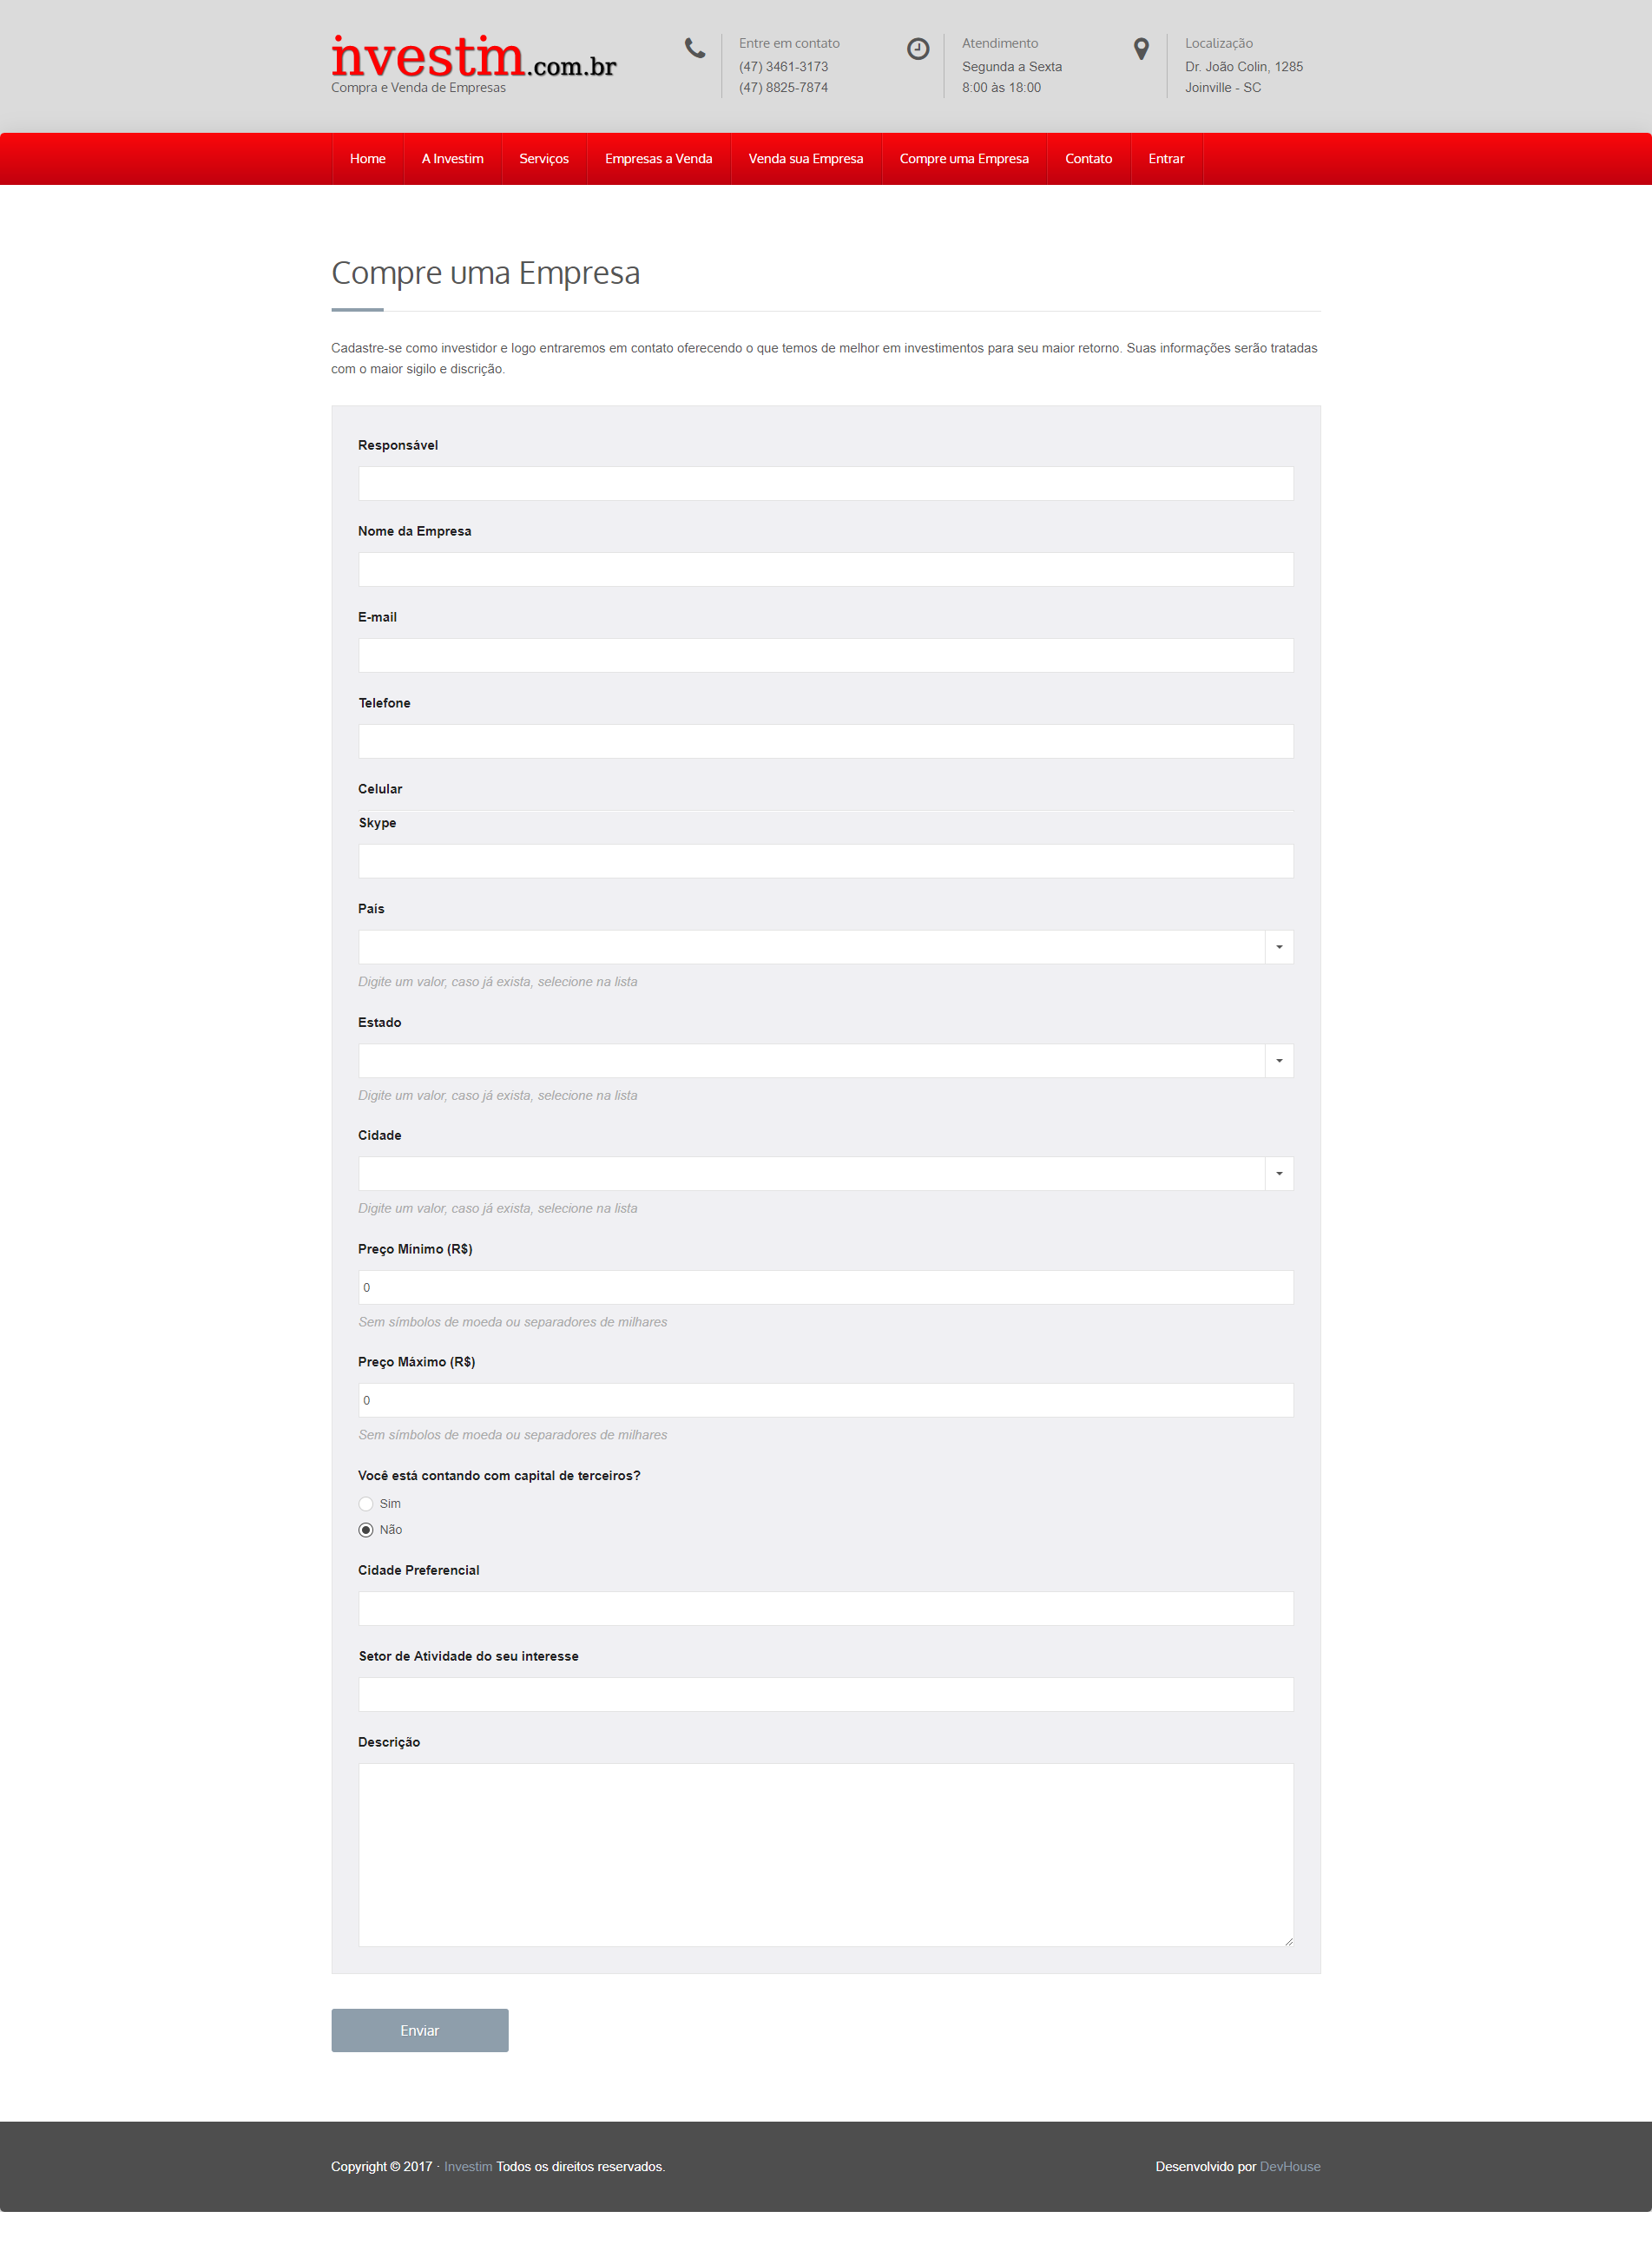 investim.com.br
Compra e Venda de Empresas
Entre em contato
(47) 3461-3173
(47) 8825-7874
Atendimento
Segunda a Sexta
8:00 às 18:00
Localização
Dr. João Colin, 1285
Joinville - SC
Home
A Investim
Serviços
Empresas a Venda
Venda sua Empresa
Compre uma Empresa
Contato
Entrar
Compre uma Empresa
Cadastre-se como investidor e logo entraremos em contato oferecendo o que temos de melhor em investimentos para seu maior retorno. Suas informações serão tratadas
com o maior sigilo e discrição.
Responsável
Nome da Empresa
E-mail
Telefone
Celular
Skype
País
Digite um valor, caso já exista, selecione na lista
Estado
Digite um valor, caso já exista, selecione na lista
Cidade
Digite um valor, caso já exista, selecione na lista
Preço Mínimo (R$)
0
Sem símbolos de moeda ou separadores de milhares
Preço Máximo (R$)
0
Sem símbolos de moeda ou separadores de milhares
Você está contando com capital de terceiros?
Sim
Não
Cidade Preferencial
Setor de Atividade do seu interesse
Descrição
Enviar
Copyright © 2017 · Investim Todos os direitos reservados.
Desenvolvido por DevHouse